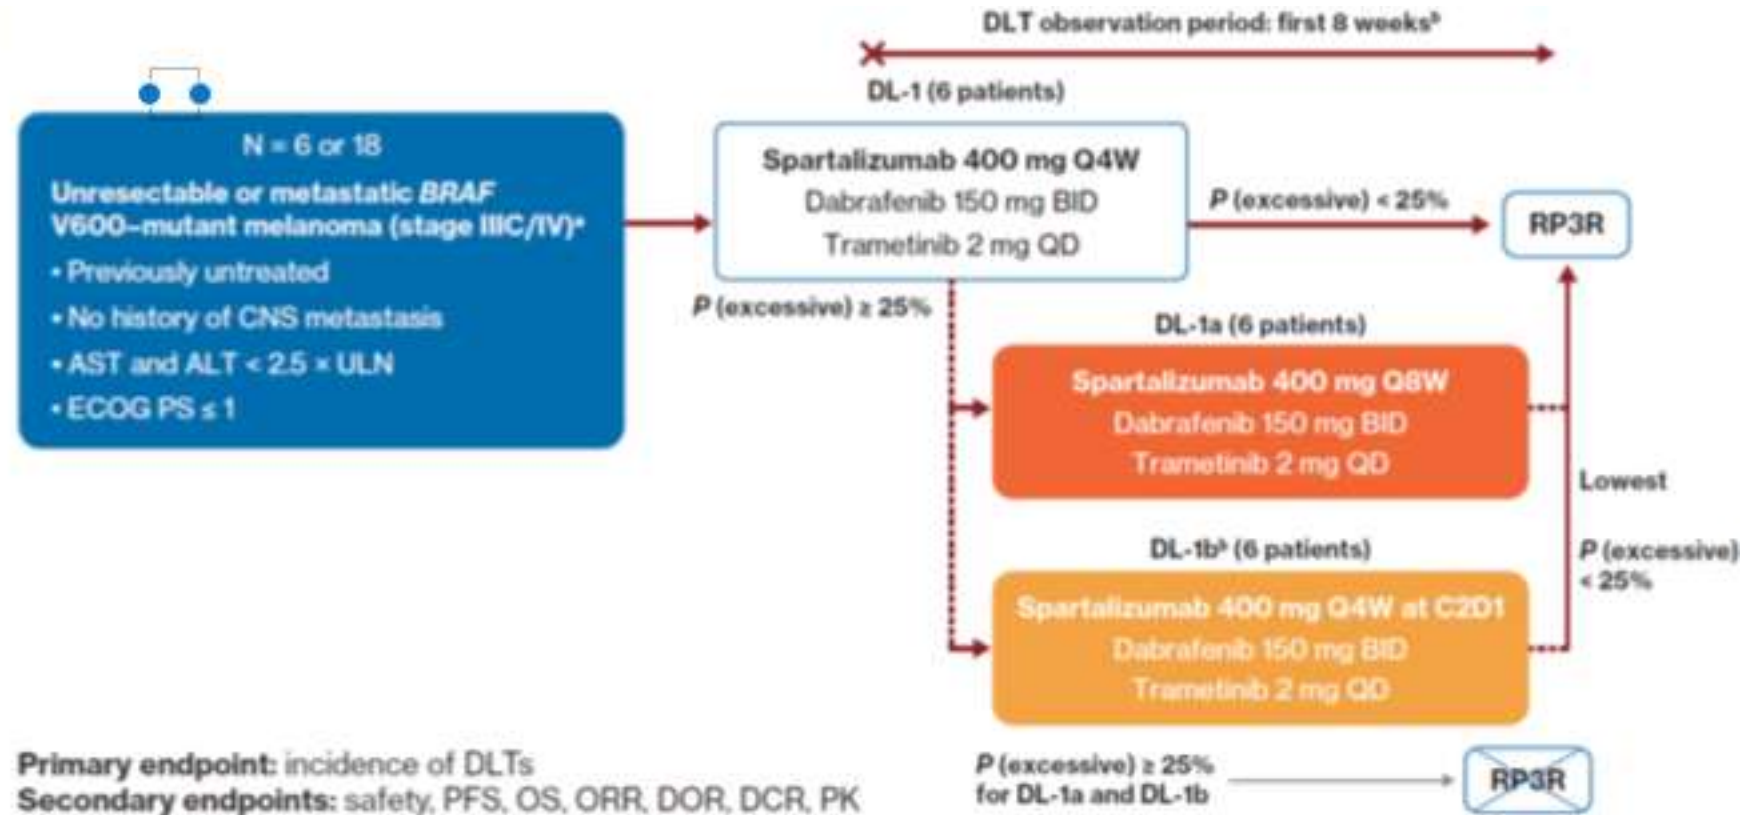 DLT observation period: first 8 weeksᵇ
DL-1 (6 patients)
N = 6 or 18
Unresectable or metastatic BRAF
V600–mutant melanoma (stage IIIC/IV)ᵃ
• Previously untreated
• No history of CNS metastasis
• AST and ALT < 2.5 × ULN
• ECOG PS ≤ 1
Spartalizumab 400 mg Q4W
Dabrafenib 150 mg BID
Trametinib 2 mg QD
P (excessive) < 25%
RP3R
P (excessive) ≥ 25%
DL-1a (6 patients)
Spartalizumab 400 mg Q8W
Dabrafenib 150 mg BID
Trametinib 2 mg QD
Lowest
P (excessive)
< 25%
DL-1bᵇ (6 patients)
Spartalizumab 400 mg Q4W at C2D1
Dabrafenib 150 mg BID
Trametinib 2 mg QD
Primary endpoint: incidence of DLTs
Secondary endpoints: safety, PFS, OS, ORR, DOR, DCR, PK
P (excessive) ≥ 25%
for DL-1a and DL-1b
RP3R